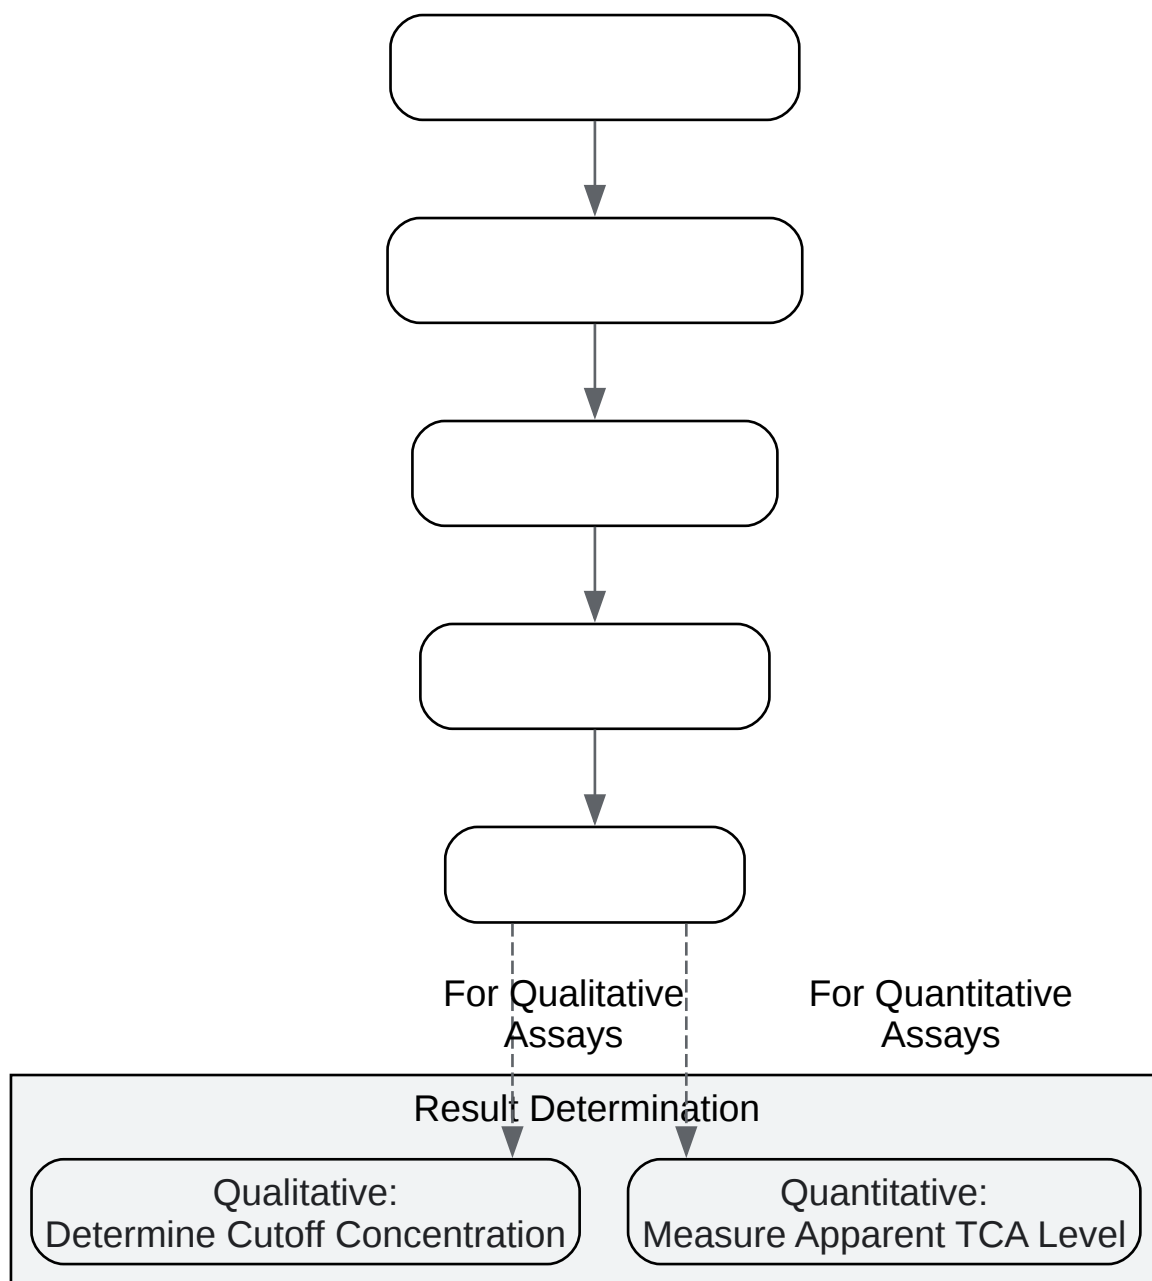 For Qualitative
Assays
For Quantitative
Assays
Result Determination
Qualitative:
Determine Cutoff Concentration
Quantitative:
Measure Apparent TCA Level